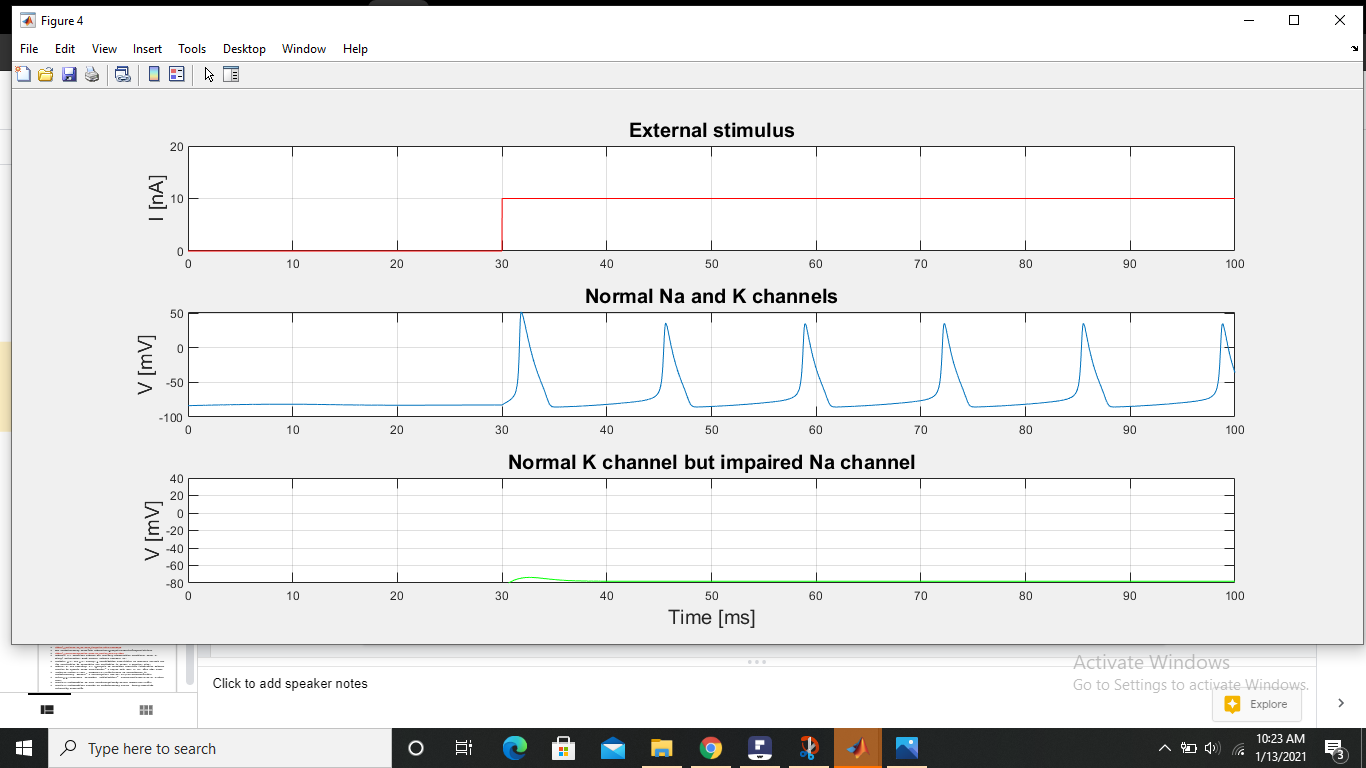 Figure 4
File Edit View Insert Tools Desktop Window Help
External stimulus
20
10
0
I [nA]
0 10 20 30 40 50 60 70 80 90 100
Normal Na and K channels
50
0
-50
-100
V [mV]
0 10 20 30 40 50 60 70 80 90 100
Normal K channel but impaired Na channel
40
20
0
-20
-40
-60
-80
V [mV]
0 10 20 30 40 50 60 70 80 90 100
Time [ms]
Activate Windows
Go to Settings to activate Windows.
Click to add speaker notes
Explore
Type here to search
10:23 AM
1/13/2021
3